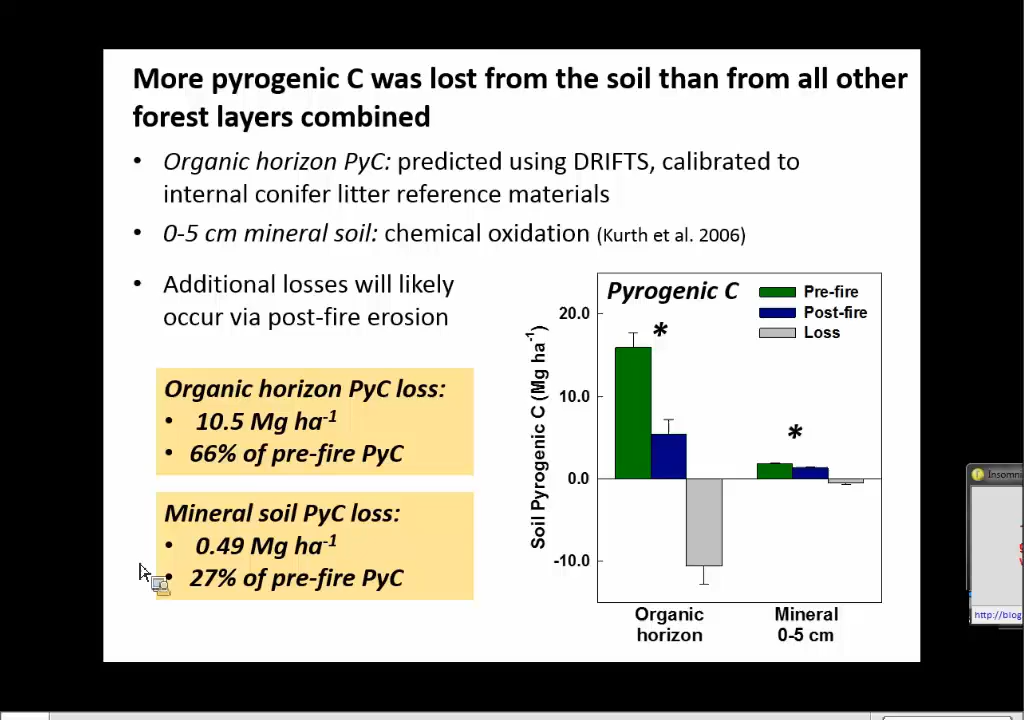 More pyrogenic C was lost from the soil than from all other
forest layers combined
• Organic horizon PyC: predicted using DRIFTS, calibrated to
internal conifer litter reference materials
• 0-5 cm mineral soil: chemical oxidation (Kurth et al. 2006)
• Additional losses will likely
occur via post-fire erosion
Organic horizon PyC loss:
• 10.5 Mg ha⁻¹
• 66% of pre-fire PyC
Mineral soil PyC loss:
• 0.49 Mg ha⁻¹
• 27% of pre-fire PyC
Pyrogenic C
Pre-fire
Post-fire
Loss
Soil Pyrogenic C (Mg ha⁻¹)
20.0
10.0
0.0
-10.0
*
*
Organic
horizon
Mineral
0-5 cm
Insomni
http://blog